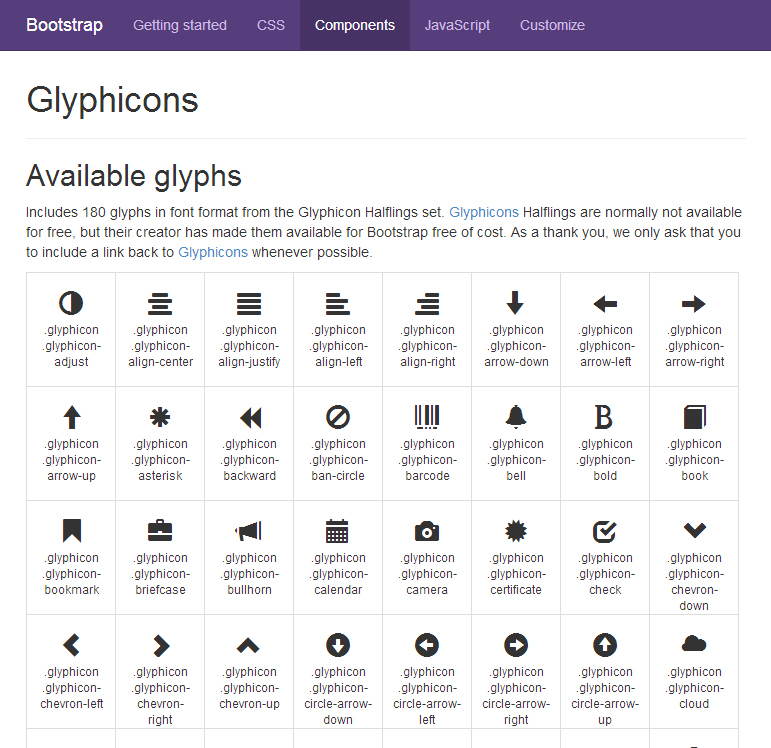 Bootstrap Getting started CSS Components JavaScript Customize
Glyphicons
Available glyphs
Includes 180 glyphs in font format from the Glyphicon Halflings set. Glyphicons Halflings are normally not available
for free, but their creator has made them available for Bootstrap free of cost. As a thank you, we only ask that you
to include a link back to Glyphicons whenever possible.
.glyphicon .glyphicon .glyphicon .glyphicon .glyphicon .glyphicon .glyphicon .glyphicon
.glyphicon- .glyphicon- .glyphicon- .glyphicon- .glyphicon- .glyphicon- .glyphicon- .glyphicon-
adjust align-center align-justify align-left align-right arrow-down arrow-left arrow-right
.glyphicon .glyphicon .glyphicon .glyphicon .glyphicon .glyphicon .glyphicon .glyphicon
.glyphicon- .glyphicon- .glyphicon- .glyphicon- .glyphicon- .glyphicon- .glyphicon- .glyphicon-
arrow-up asterisk backward ban-circle barcode bell bold book
.glyphicon .glyphicon .glyphicon .glyphicon .glyphicon .glyphicon .glyphicon .glyphicon
.glyphicon- .glyphicon- .glyphicon- .glyphicon- .glyphicon- .glyphicon- .glyphicon- .glyphicon-
bookmark briefcase bullhorn calendar camera certificate check chevron-
down
.glyphicon .glyphicon .glyphicon .glyphicon .glyphicon .glyphicon .glyphicon .glyphicon
.glyphicon- .glyphicon- .glyphicon- .glyphicon- .glyphicon- .glyphicon- .glyphicon- .glyphicon-
chevron-left chevron- chevron-up circle-arrow- circle-arrow- circle-arrow- circle-arrow- cloud
right down left right up